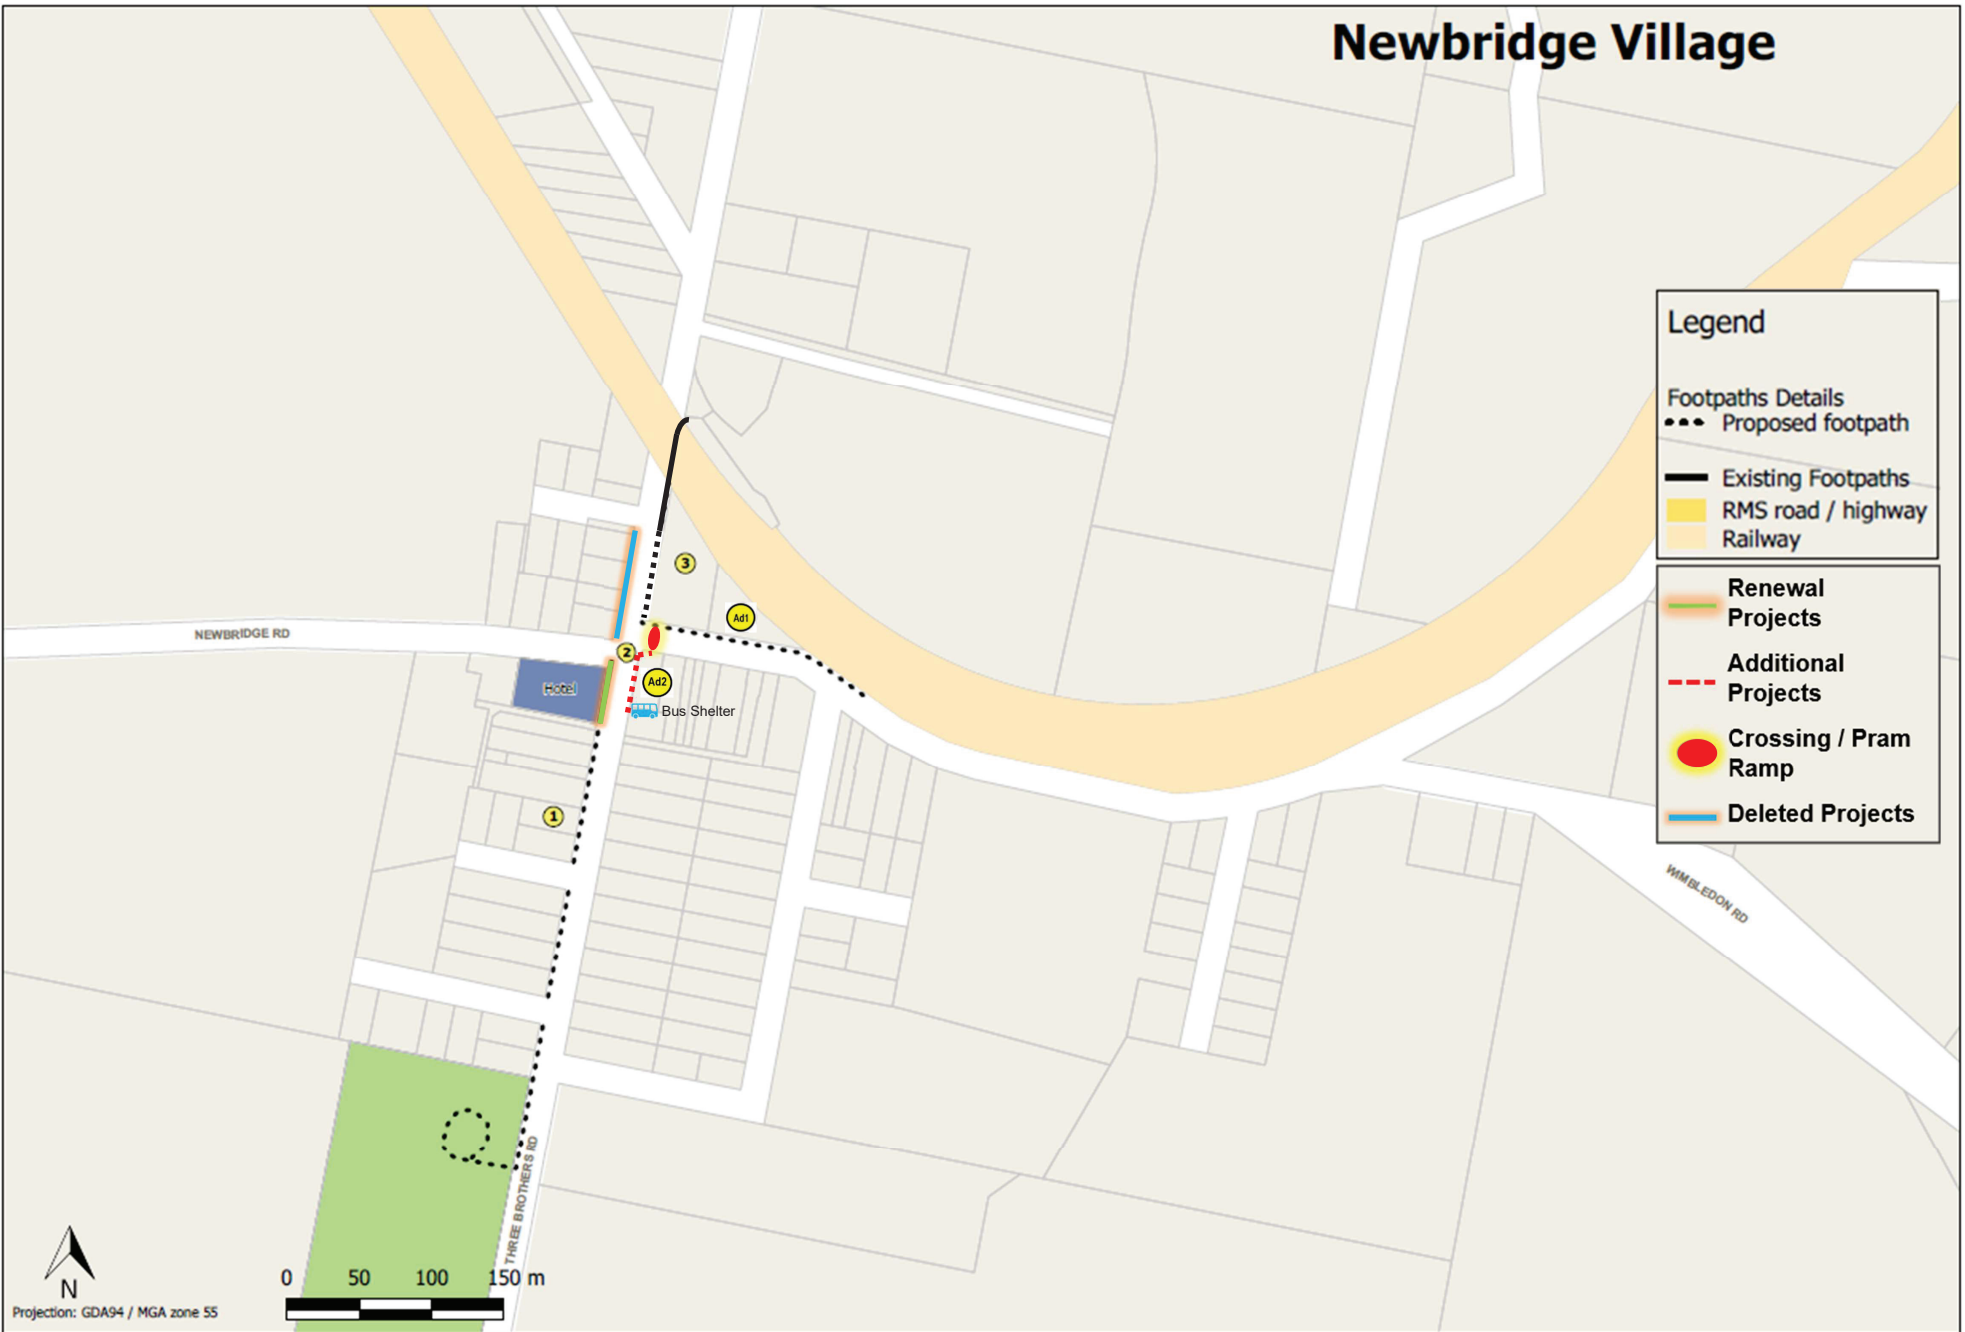 Newbridge Village
Legend
Footpaths Details
Proposed footpath
Existing Footpaths
RMS road / highway
Railway
Renewal
Projects
Additional
Projects
Crossing / Pram
Ramp
Deleted Projects
3
Ad1
NEWBRIDGE RD
2
Hotel
Ad2
Bus Shelter
1
WIMBLEDON RD
THREE BROTHERS RD
N
0 50 100 150 m
Projection: GDA94 / MGA zone 55